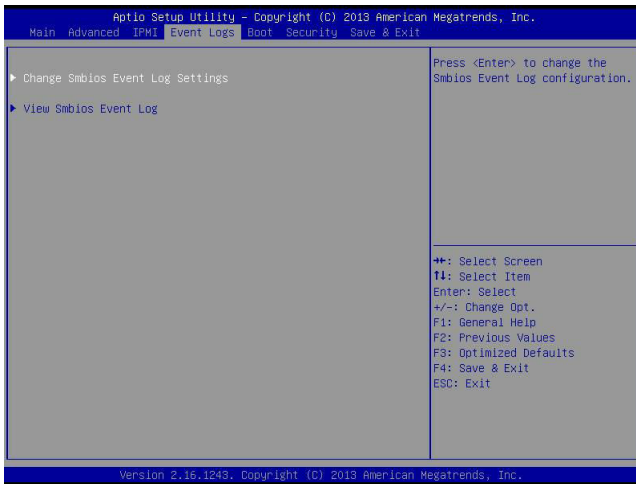 Aptio Setup Utility – Copyright (C) 2013 American Megatrends, Inc.
Main Advanced IPMI Event Logs Boot Security Save & Exit
▶ Change Smbios Event Log Settings
▶ View Smbios Event Log
Press <Enter> to change the
Smbios Event Log configuration.
→←: Select Screen
↑↓: Select Item
Enter: Select
+/-: Change Opt.
F1: General Help
F2: Previous Values
F3: Optimized Defaults
F4: Save & Exit
ESC: Exit
Version 2.16.1243. Copyright (C) 2013 American Megatrends, Inc.